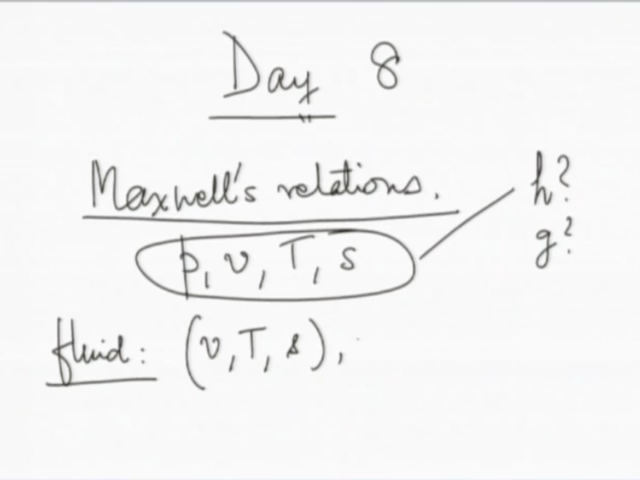 Day 8
Maxwell's relations.
h?
g?
p, v, T, s
fluid: (v, T, s),